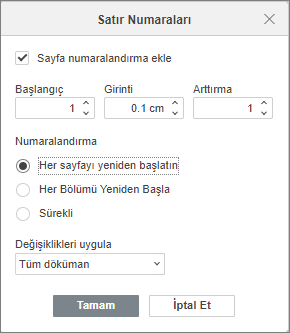 Satır Numaraları
Sayfa numaralandırma ekle
Başlangıç Girinti Arttırma
1 0.1 cm 1
Numaralandırma
Her sayfayı yeniden başlatın
Her Bölümü Yeniden Başla
Sürekli
Değişiklikleri uygula
Tüm döküman
Tamam İptal Et